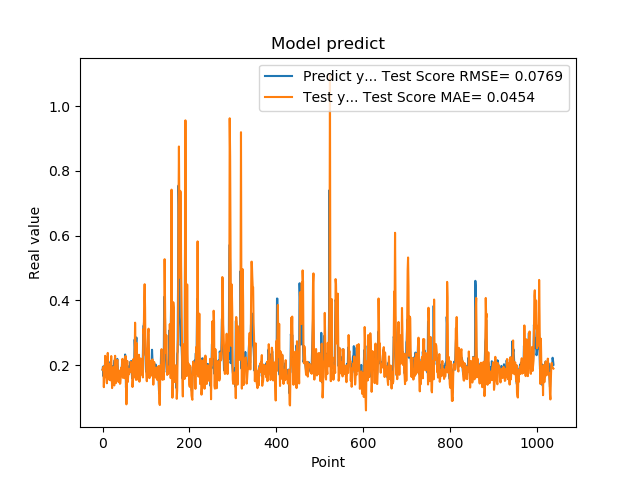 Model predict
Predict y... Test Score RMSE= 0.0769
Test y... Test Score MAE= 0.0454
1.0
0.8
0.6
0.4
0.2
Real value
0 200 400 600 800 1000
Point